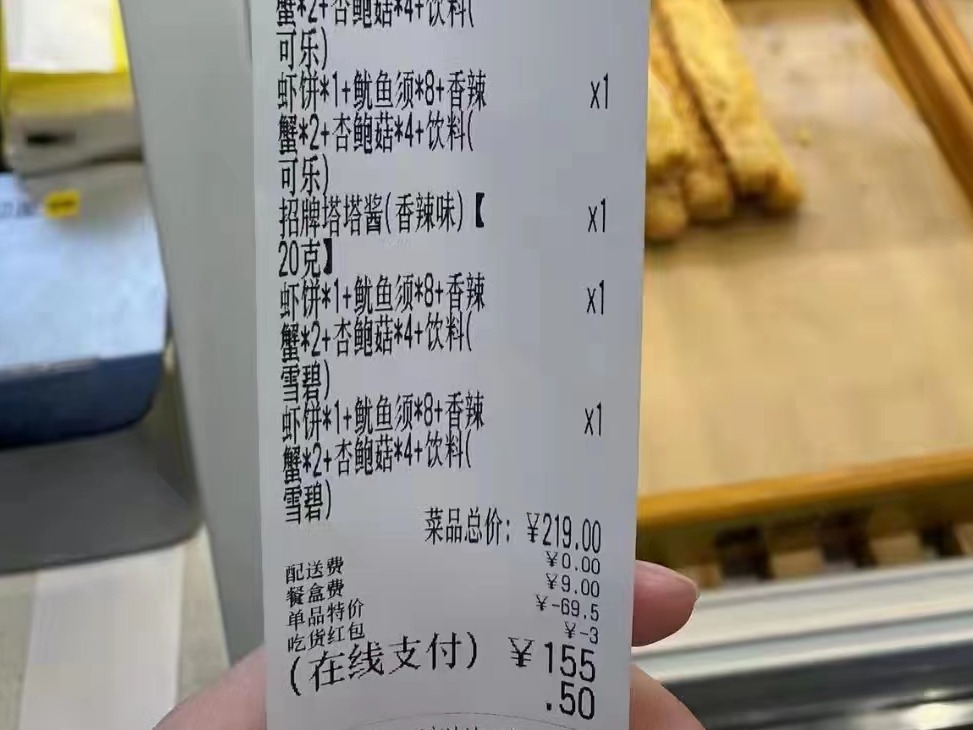 蟹*2+杏鲍菇*4+饮料(
可乐)
虾饼*1+鱿鱼须*8+香辣 x1
蟹*2+杏鲍菇*4+饮料(
可乐)
招牌塔塔酱(香辣味)【 x1
20克】
虾饼*1+鱿鱼须*8+香辣 x1
蟹*2+杏鲍菇*4+饮料(
雪碧)
虾饼*1+鱿鱼须*8+香辣 x1
蟹*2+杏鲍菇*4+饮料(
雪碧)
菜品总价: ¥219.00
配送费 ¥0.00
餐盒费 ¥9.00
单品特价 ¥-69.5
吃货红包 ¥-3
(在线支付) ¥155
.50